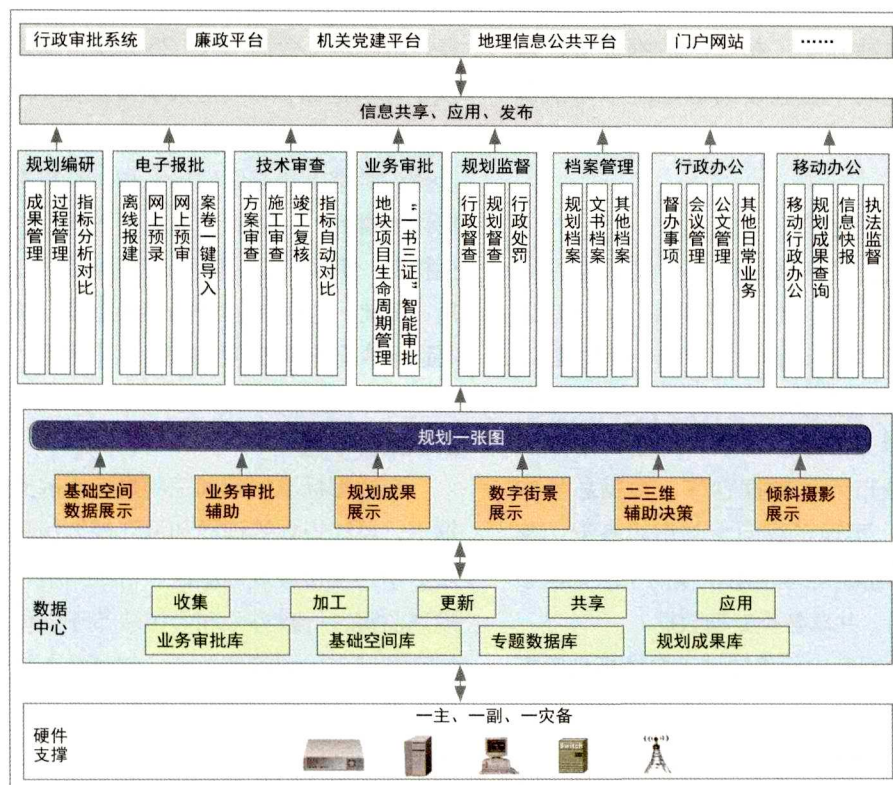 行政审批系统 廉政平台 机关党建平台 地理信息公共平台 门户网站 ……
信息共享、应用、发布
规划编研
成果管理
过程管理
指标分析对比
电子报批
离线报建
网上预录
网上预审
案卷一键导入
技术审查
方案审查
施工审查
竣工复核
指标自动对比
业务审批
地块项目生命周期管理
“一书三证”智能审批
规划监督
行政督查
规划督查
行政处罚
档案管理
规划档案
文书档案
其他档案
行政办公
督办事项
会议管理
公文管理
其他日常业务
移动办公
移动行政办公
规划成果查询
信息快报
执法监督
规划一张图
基础空间
数据展示
业务审批
辅助
规划成果
展示
数字街景
展示
二三维
辅助决策
倾斜摄影
展示
数据
中心
收集 加工 更新 共享 应用
业务审批库 基础空间库 专题数据库 规划成果库
硬件
支撑
一主、一副、一灾备
Switch